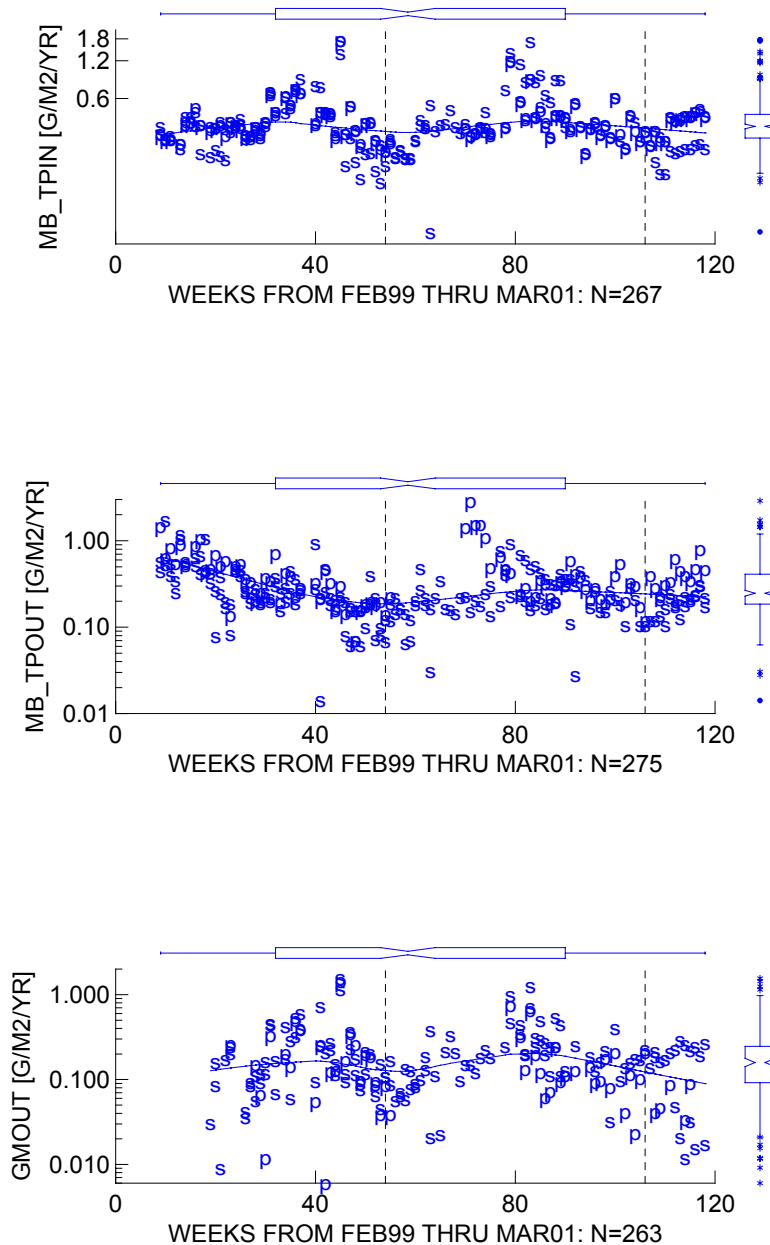 MB_TPIN [G/M2/YR]
1.8
1.2
0.6
0 40 80 120
WEEKS FROM FEB99 THRU MAR01: N=267
MB_TPOUT [G/M2/YR]
1.00
0.10
0.01
0 40 80 120
WEEKS FROM FEB99 THRU MAR01: N=275
GMOUT [G/M2/YR]
1.000
0.100
0.010
0 40 80 120
WEEKS FROM FEB99 THRU MAR01: N=263